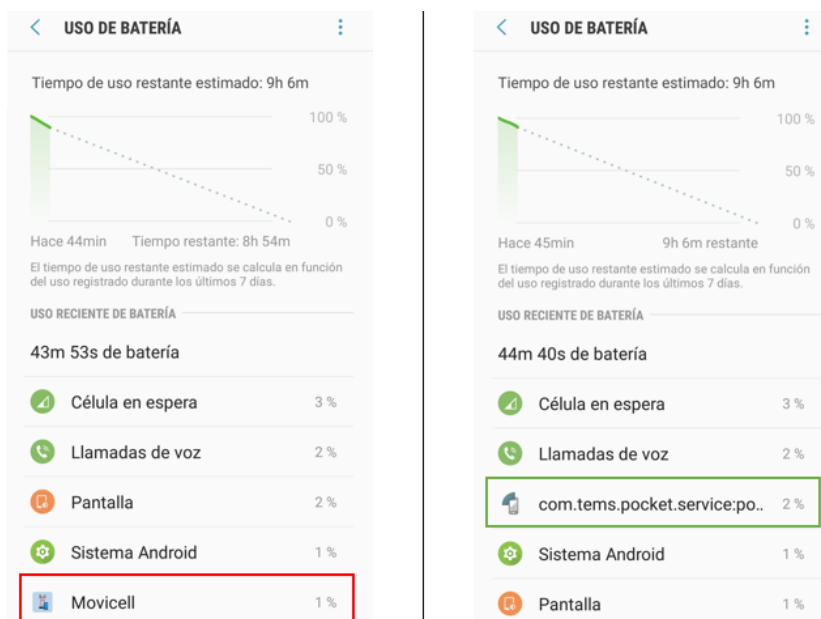 USO DE BATERÍA
Tiempo de uso restante estimado: 9h 6m
100 %
50 %
0 %
Hace 44min Tiempo restante: 8h 54m
El tiempo de uso restante estimado se calcula en función
del uso registrado durante los últimos 7 días.
USO RECIENTE DE BATERÍA
43m 53s de batería
Célula en espera 3 %
Llamadas de voz 2 %
Pantalla 2 %
Sistema Android 1 %
Movicell 1 %
USO DE BATERÍA
Tiempo de uso restante estimado: 9h 6m
100 %
50 %
0 %
Hace 45min 9h 6m restante
El tiempo de uso restante estimado se calcula en función
del uso registrado durante los últimos 7 días.
USO RECIENTE DE BATERÍA
44m 40s de batería
Célula en espera 3 %
Llamadas de voz 2 %
com.tems.pocket.service:po.. 2 %
Sistema Android 1 %
Pantalla 1 %